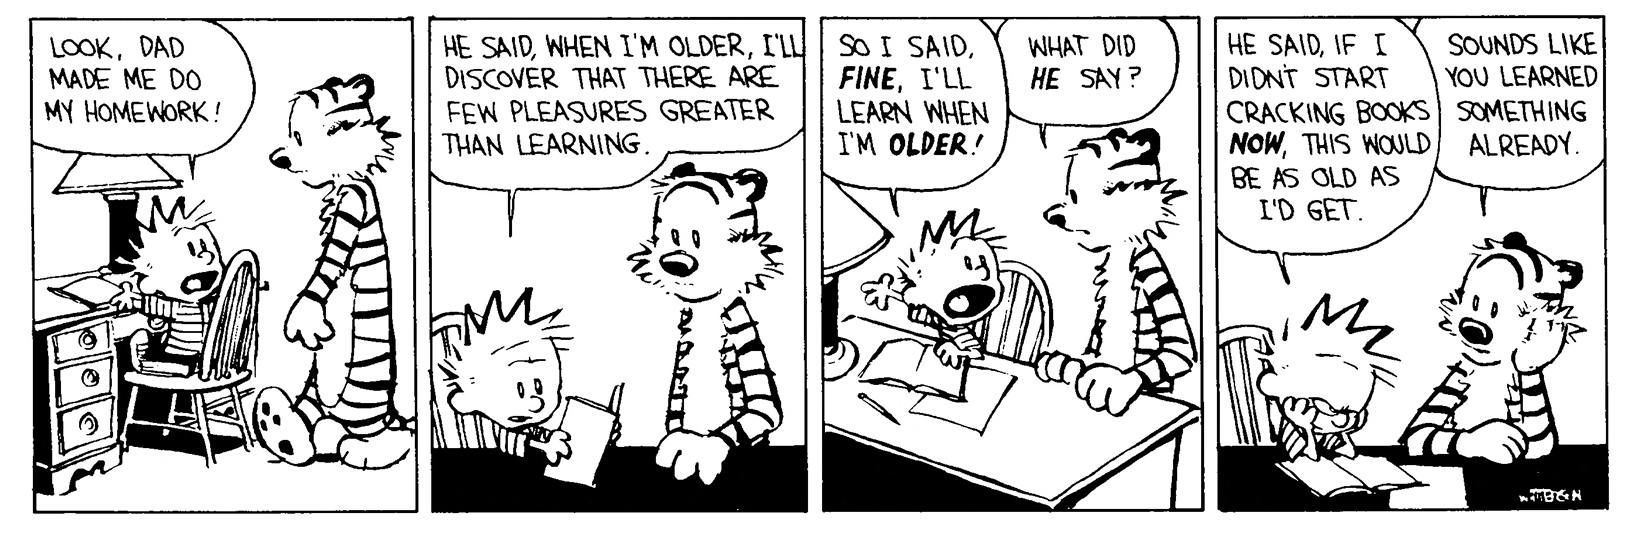 LOOK, DAD
MADE ME DO
MY HOMEWORK!
HE SAID, WHEN I'M OLDER, I'LL
DISCOVER THAT THERE ARE
FEW PLEASURES GREATER
THAN LEARNING.
SO I SAID,
FINE, I'LL
LEARN WHEN
I'M OLDER!
WHAT DID
HE SAY?
HE SAID, IF I
DIDN'T START
CRACKING BOOKS
NOW, THIS WOULD
BE AS OLD AS
I'D GET.
SOUNDS LIKE
YOU LEARNED
SOMETHING
ALREADY.